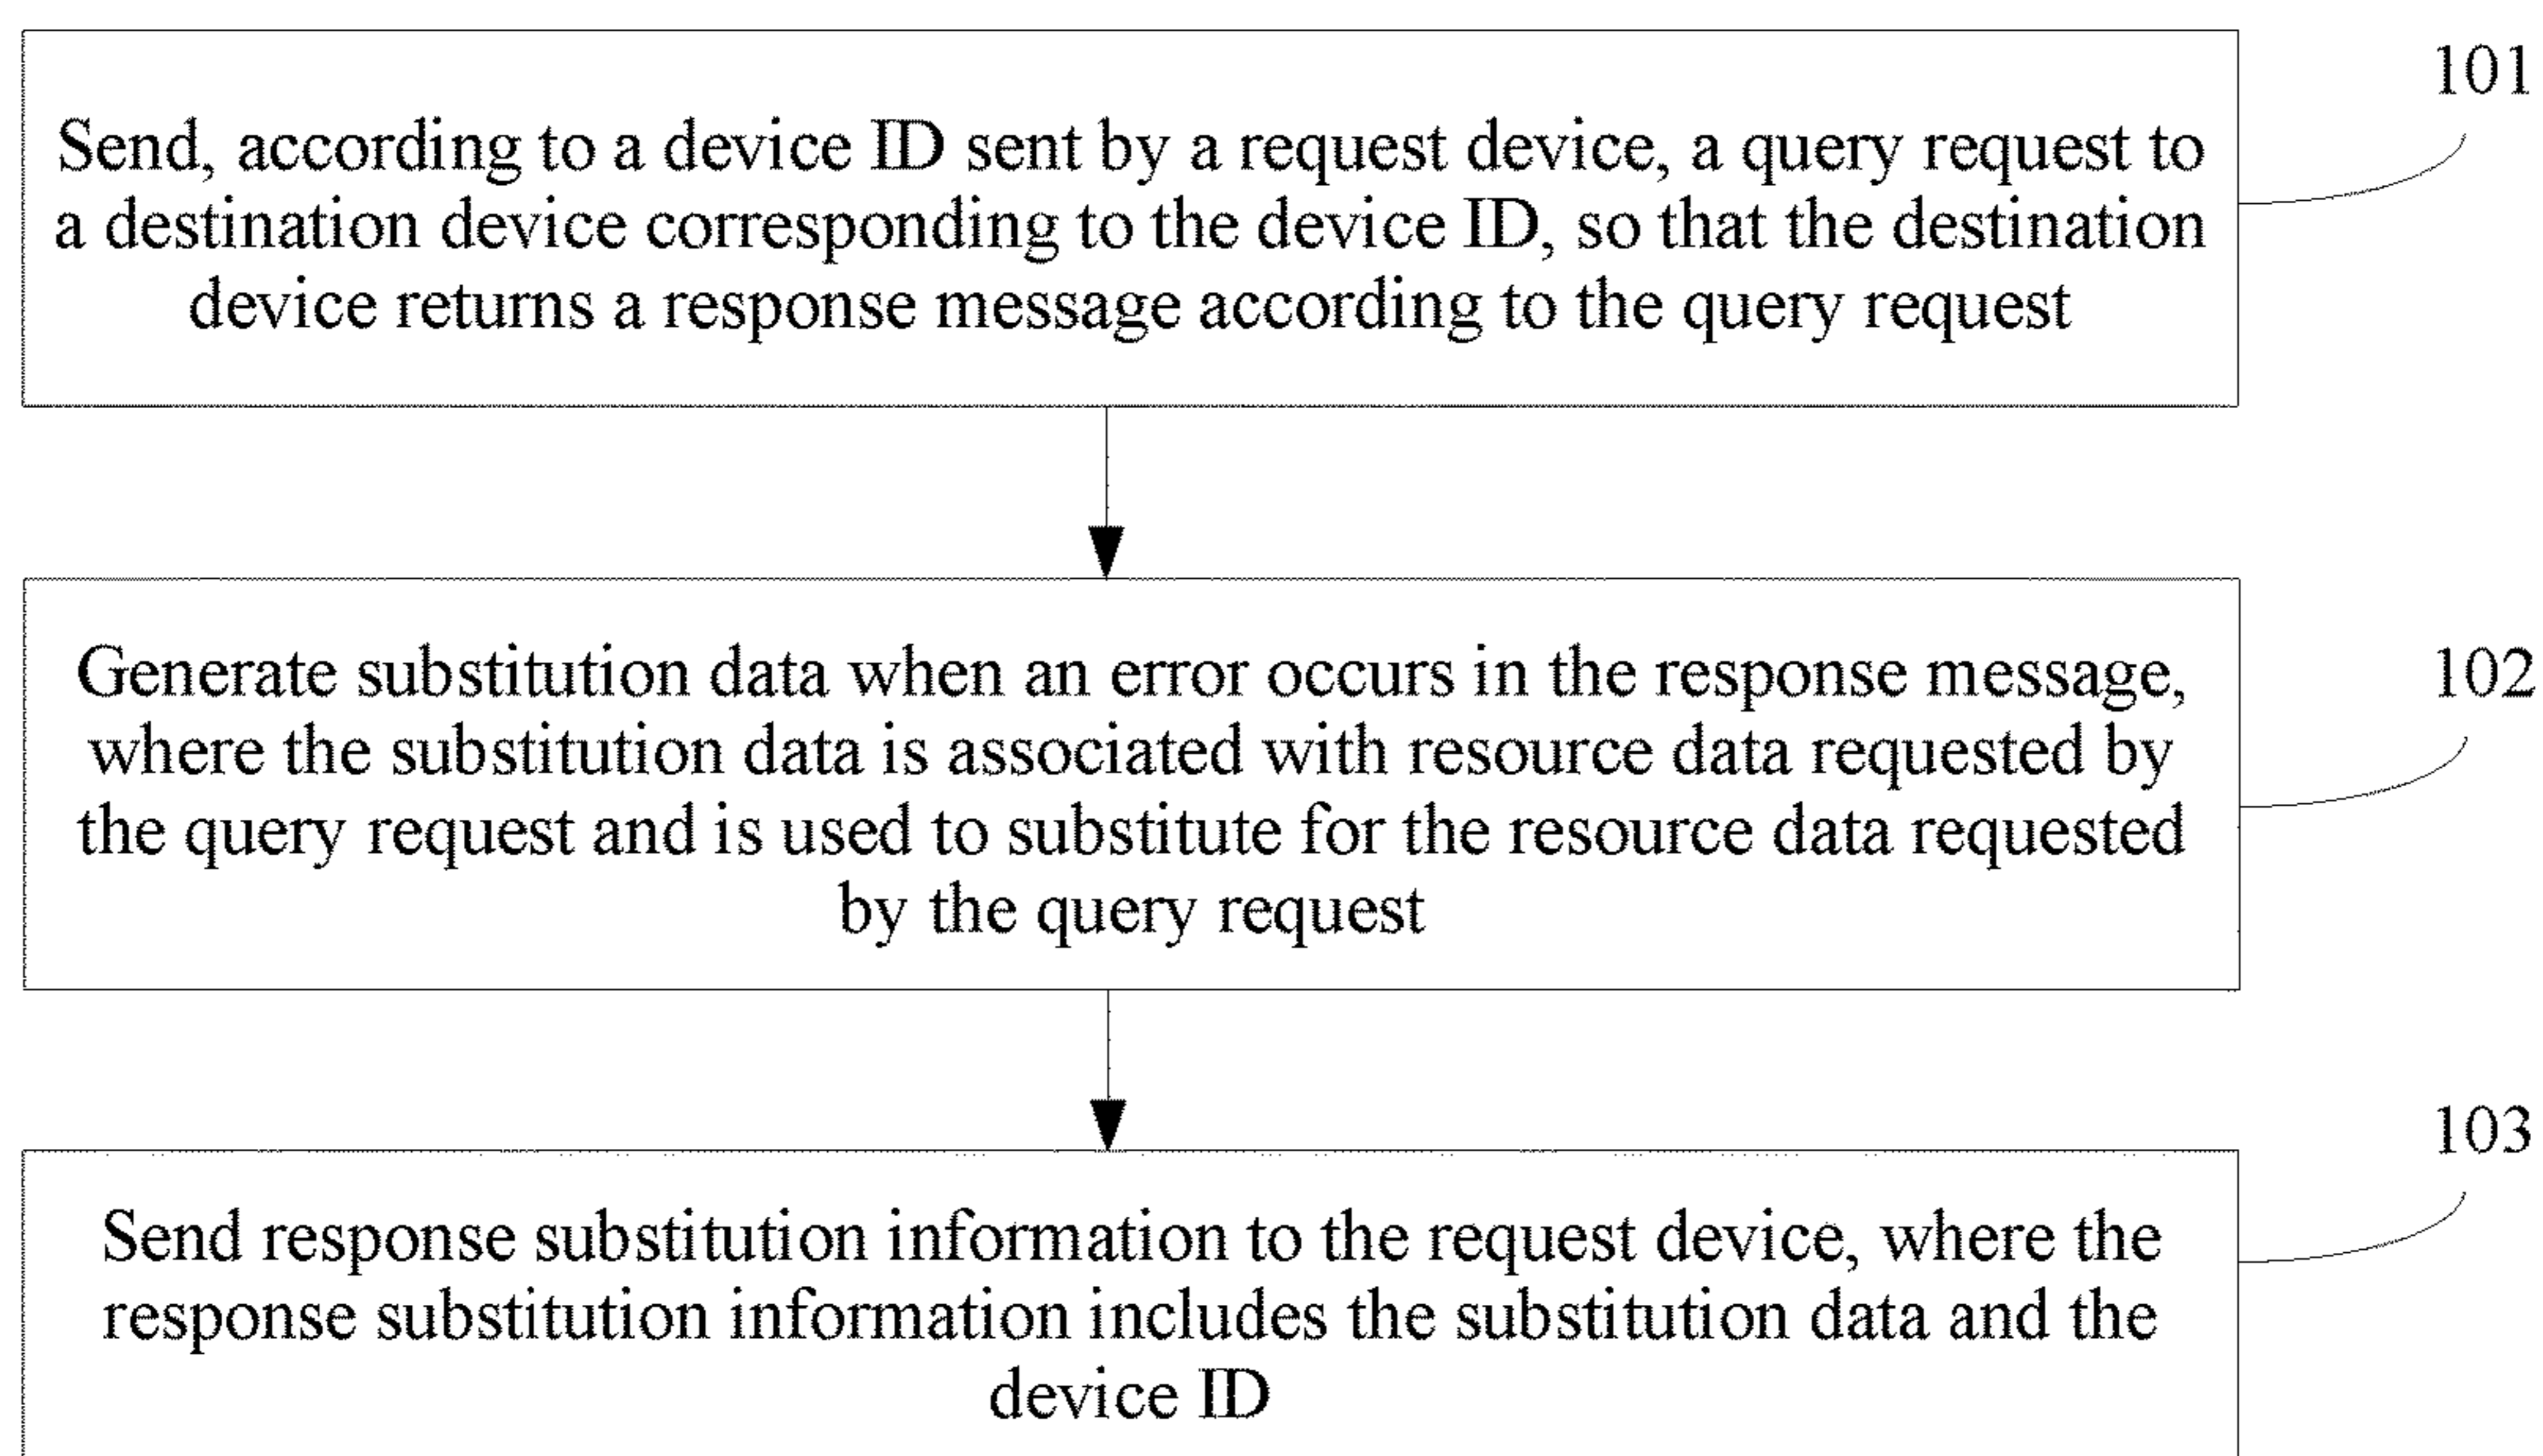 101
Send, according to a device ID sent by a request device, a query request to
a destination device corresponding to the device ID, so that the destination
device returns a response message according to the query request
102
Generate substitution data when an error occurs in the response message,
where the substitution data is associated with resource data requested by
the query request and is used to substitute for the resource data requested
by the query request
103
Send response substitution information to the request device, where the
response substitution information includes the substitution data and the
device ID